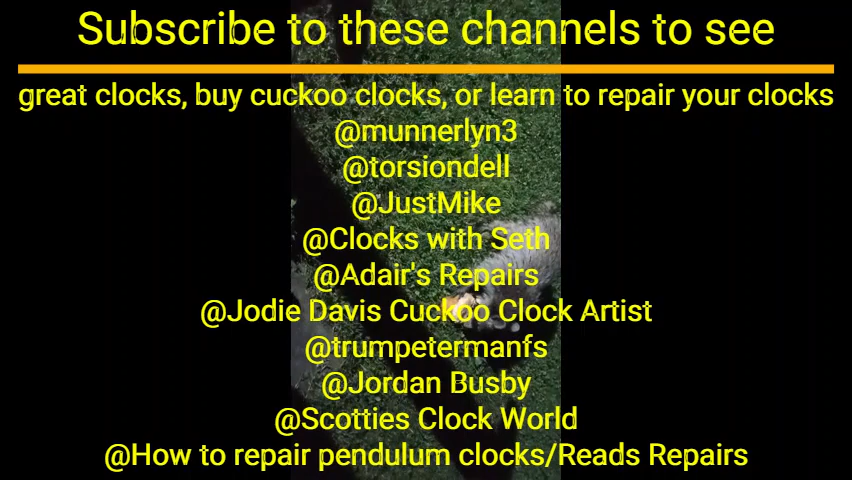 Subscribe to these channels to see
great clocks, buy cuckoo clocks, or learn to repair your clocks
@munnerlyn3
@torsiondell
@JustMike
@Clocks with Seth
@Adair's Repairs
@Jodie Davis Cuckoo Clock Artist
@trumpetermanfs
@Jordan Busby
@Scotties Clock World
@How to repair pendulum clocks/Reads Repairs